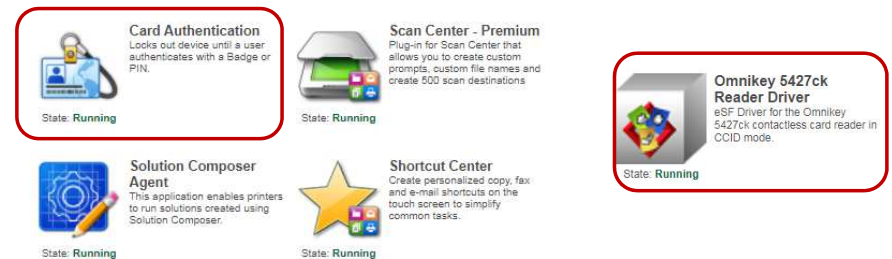 Card Authentication
Locks out device until a user
authenticates with a Badge or
PIN.
State: Running
Scan Center - Premium
Plug-in for Scan Center that
allows you to create custom
prompts, custom file names and
create 500 scan destinations
State: Running
Omnikey 5427ck
Reader Driver
eSF Driver for the Omnikey
5427ck contactless card reader in
CCID mode.
State: Running
Solution Composer
Agent
This application enables printers
to run solutions created using
Solution Composer.
State: Running
Shortcut Center
Create personalized copy, fax
and e-mail shortcuts on the
touch screen to simplify
common tasks.
State: Running